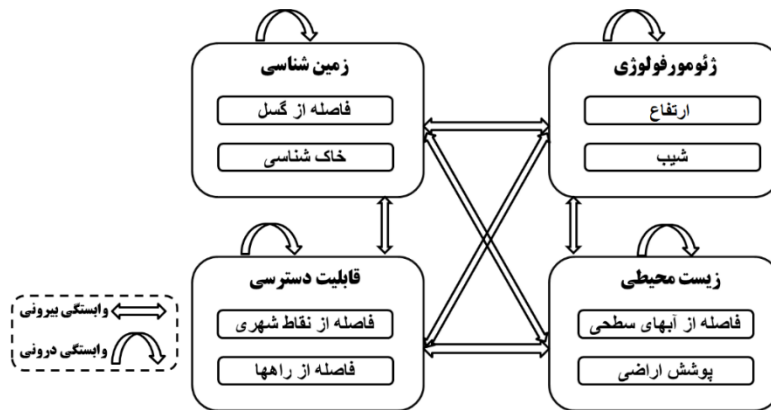 ژئومورفولوژی
ارتفاع
شیب
زمین شناسی
فاصله از گسل
خاک شناسی
زیست محیطی
فاصله از آبهای سطحی
پوشش اراضی
قابلیت دسترسی
فاصله از نقاط شهری
فاصله از راهها
وابستگی بیرونی
وابستگی درونی